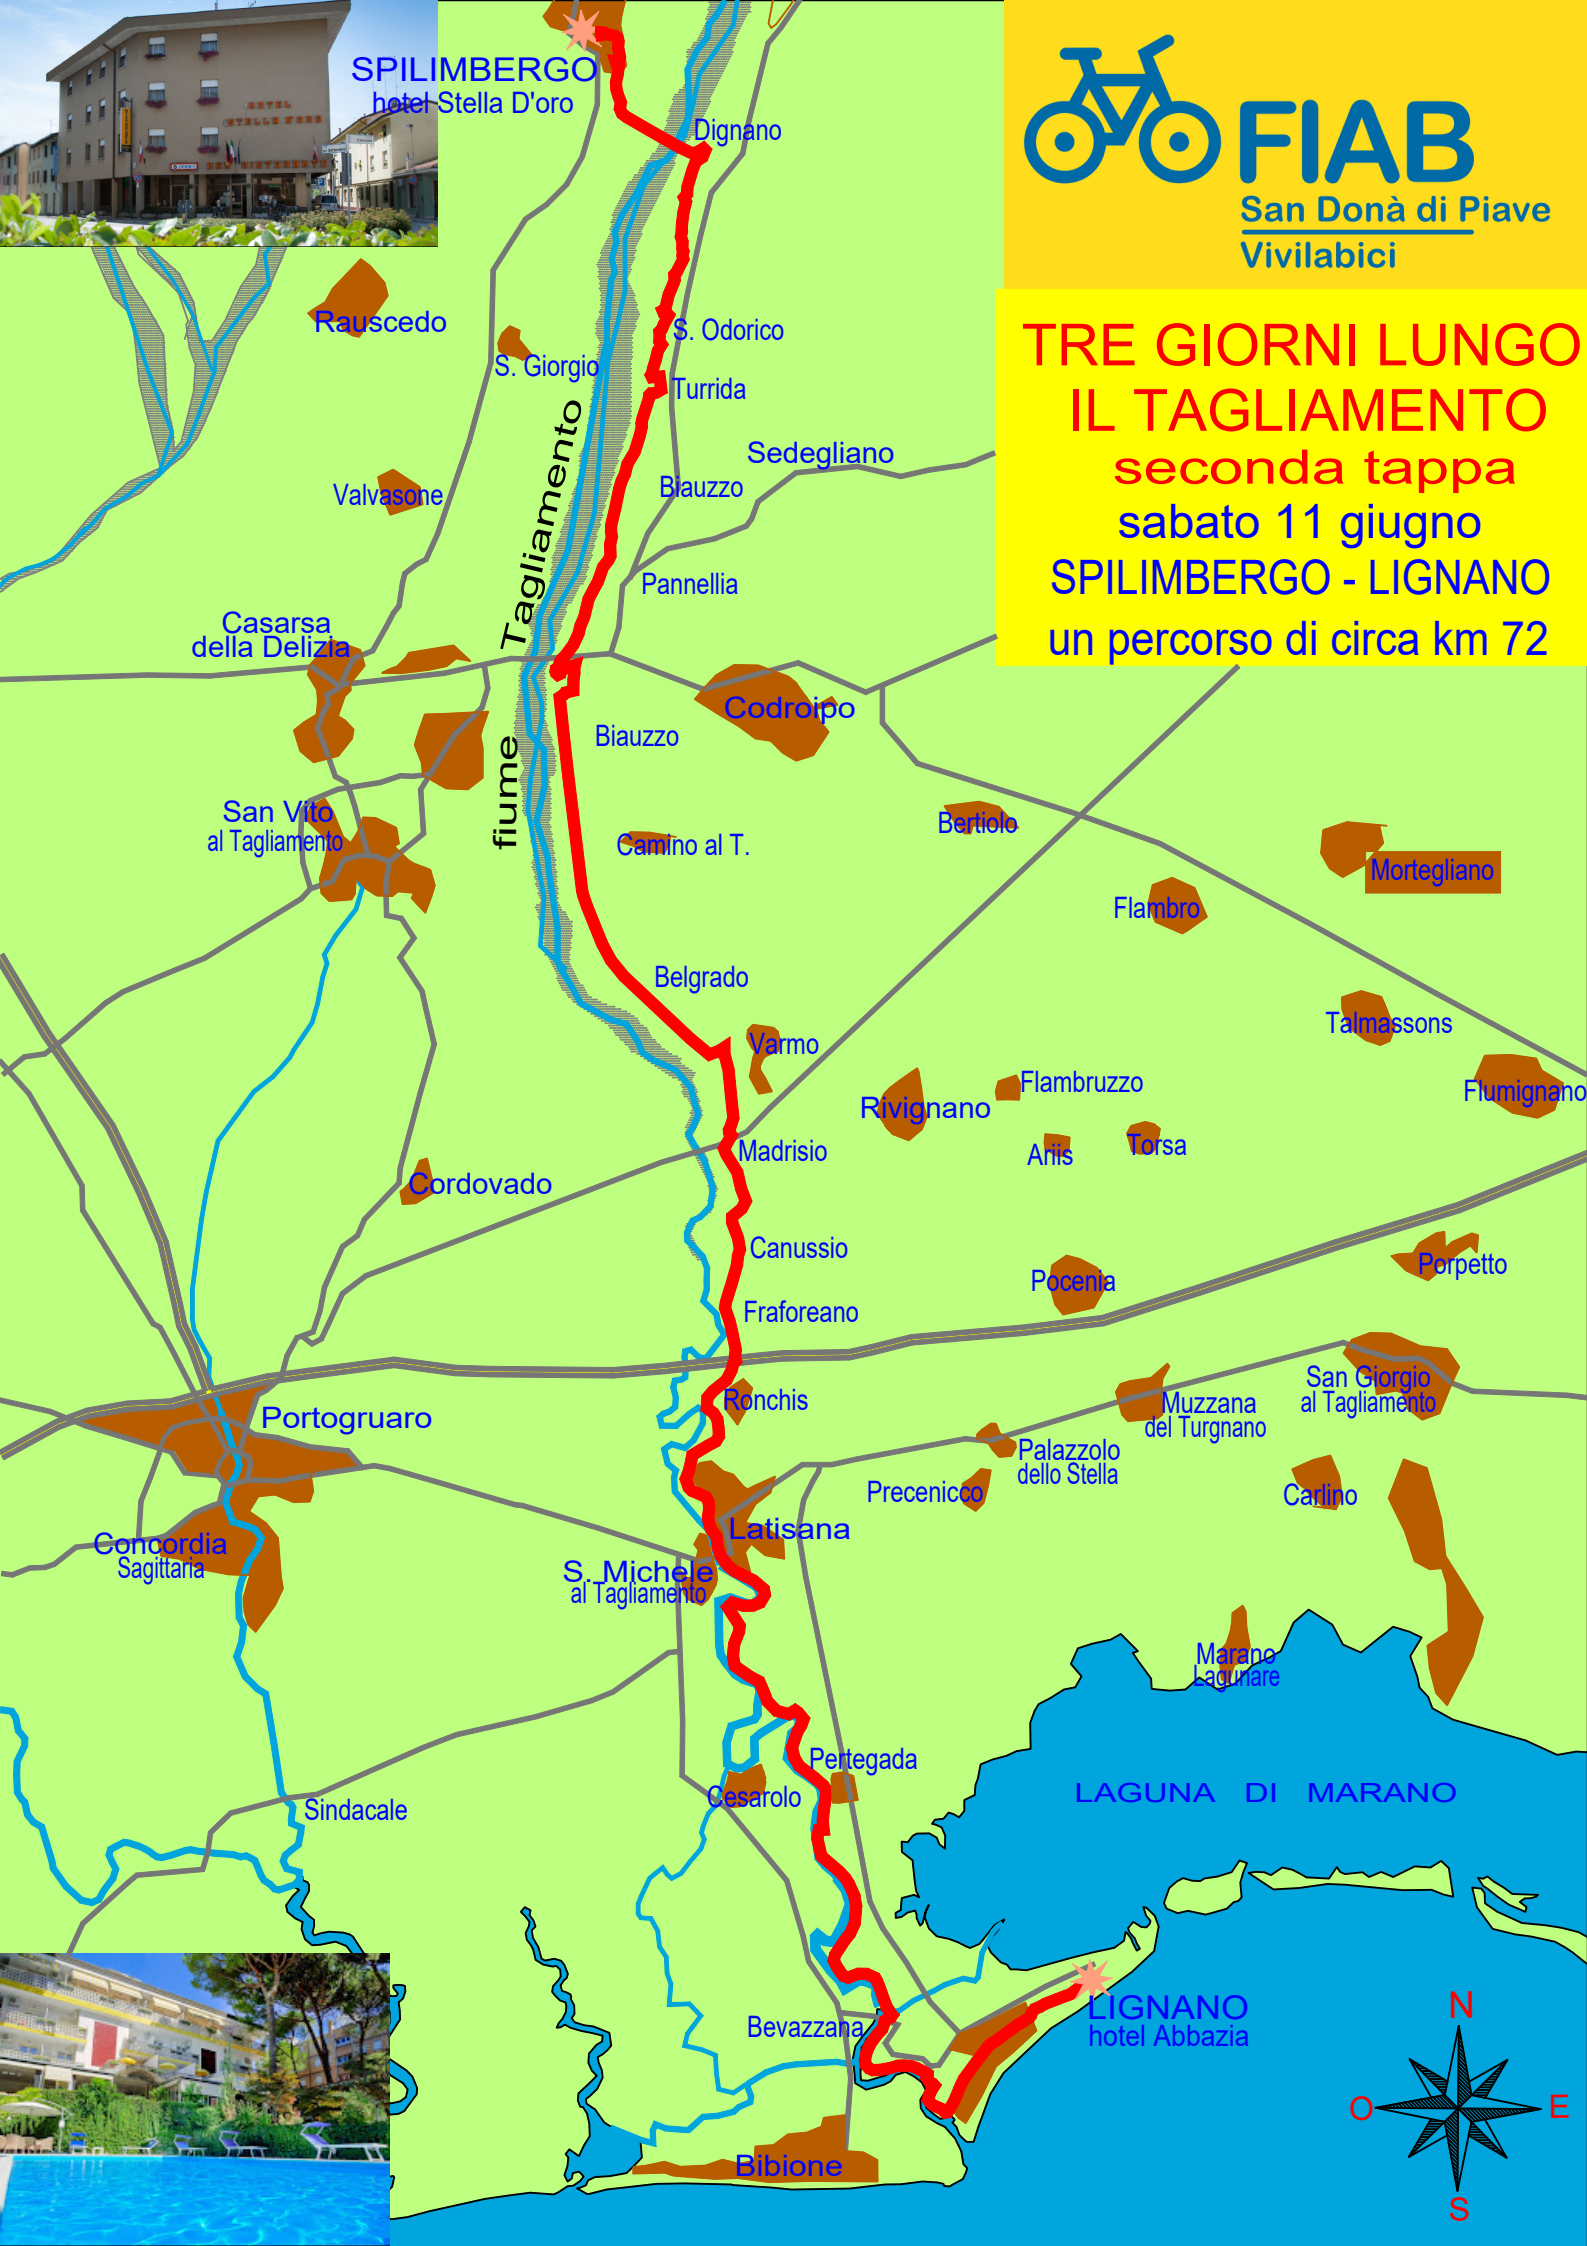 SPILIMBERGO
hotel Stella D'oro
HOTEL
FIAB
San Donà di Piave
Vivilabici
TRE GIORNI LUNGO
IL TAGLIAMENTO
seconda tappa
sabato 11 giugno
SPILIMBERGO - LIGNANO
un percorso di circa km 72
Dignano
Rauscedo
S. Odorico
S. Giorgio
Turrida
Tagliamento
Sedegliano
Valvasone
Biauzzo
Pannellia
Casarsa
della Delizia
Codroipo
fiume
Biauzzo
San Vito
al Tagliamento
Camino al T.
Bertiolo
Mortegliano
Flambro
Belgrado
Talmassons
Varmo
Flambruzzo
Flumignano
Rivignano
Madrisio
Ariis
Torsa
Cordovado
Canussio
Pocenia
Porpetto
Fraforeano
Ronchis
Portogruaro
San Giorgio
al Tagliamento
Muzzana
del Turgnano
Palazzolo
dello Stella
Precenicco
Carlino
Latisana
Concordia
Sagittaria
S. Michele
al Tagliamento
Marano
Lagunare
Pertegada
Cesarolo
LAGUNA DI MARANO
Sindacale
LIGNANO
hotel Abbazia
Bevazzana
Bibione
N
O
E
S